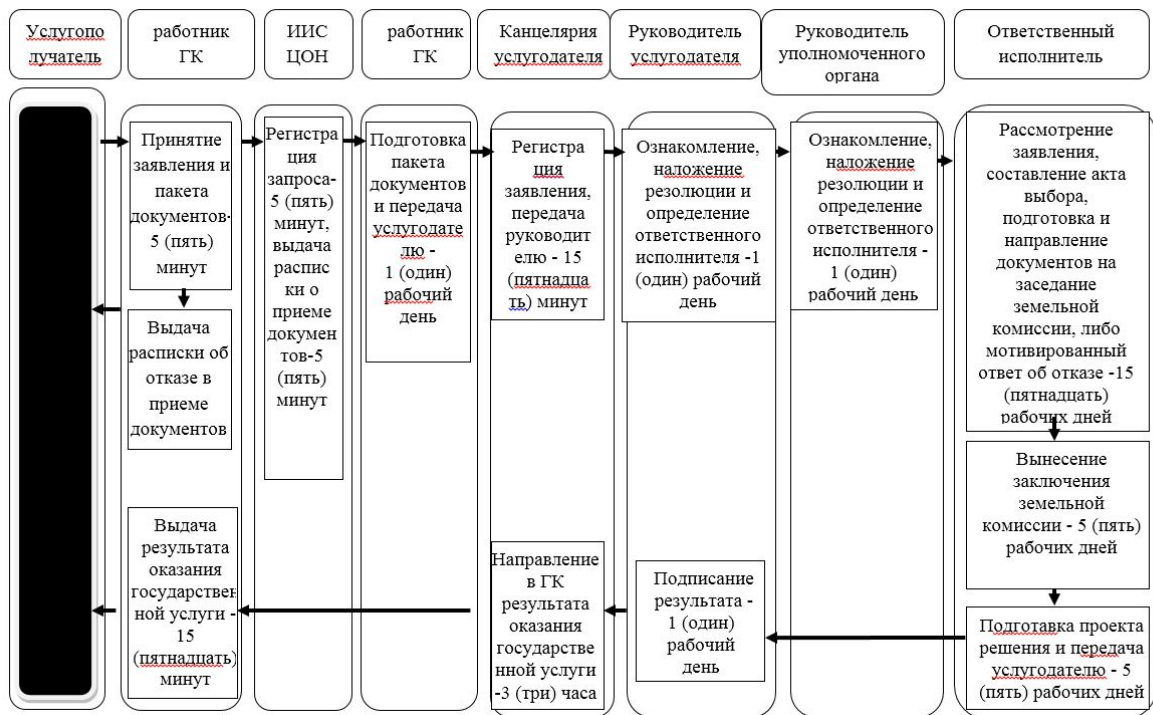 Услугопо
лучатель
работник
ГК
ИИС
ЦОН
работник
ГК
Канцелярия
услугодателя
Руководитель
услугодателя
Руководитель
уполномоченного
органа
Ответственный
исполнитель
Принятие
заявления и
пакета
документов-
5 (пять)
минут
Выдача
расписки об
отказе в
приеме
документов
Регистра
ция
запроса-
5 (пять)
минут,
выдача
распис
ки о
приеме
докумен
тов-5
(пять)
минут
Подготовка
пакета
документов
и передача
услугодате
лю -
1 (один)
рабочий
день
Регистра
ция
заявления,
передача
руководит
елю - 15
(пятнадца
ть) минут
Ознакомление,
наложение
резолюции и
определение
ответственного
исполнителя -1
(один) рабочий
день
Ознакомление,
наложение
резолюции и
определение
ответственного
исполнителя -
1 (один)
рабочий день
Рассмотрение
заявления,
составление акта
выбора,
подготовка и
направление
документов на
заседание
земельной
комиссии, либо
мотивированный
ответ об отказе -15
(пятнадцать)
рабочих дней
Вынесение
заключения
земельной
комиссии - 5 (пять)
рабочих дней
Подготавка проекта
решения и передача
услугодателю - 5
(пять) рабочих дней
Подписание
результата -
1 (один)
рабочий
день
Направление
в ГК
результата
оказания
государстве
нной услуги
-3 (три) часа
Выдача
результата
оказания
государствен
ной услуги -
15
(пятнадцать)
минут